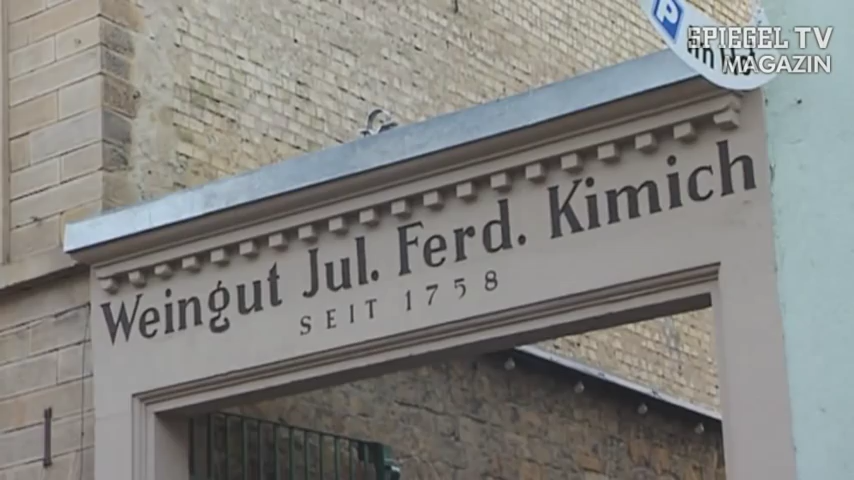 P
SPIEGEL TV
MAGAZIN
Weingut Jul. Ferd. Kimich
SEIT 1758